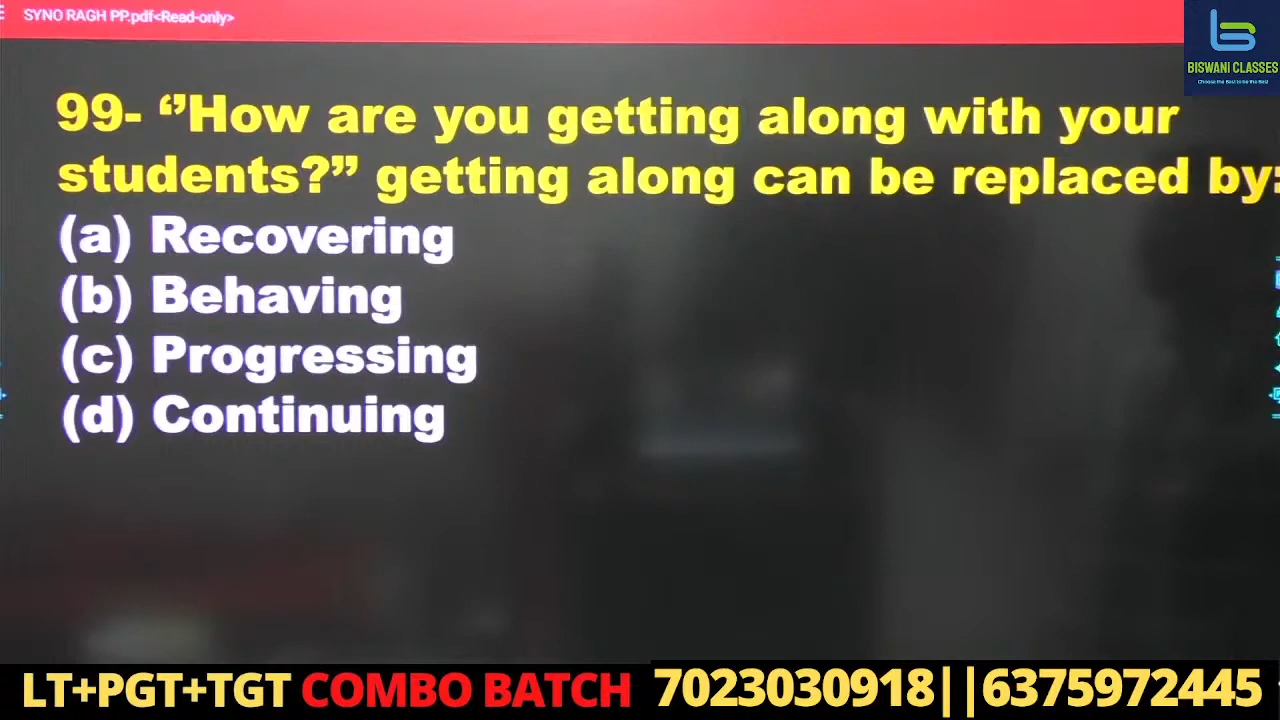 SYNO RAGH PP.pdf<Read-only>
BISWANI CLASSES
99- ‘’How are you getting along with your
students?” getting along can be replaced by:
(a) Recovering
(b) Behaving
(c) Progressing
(d) Continuing
LT+PGT+TGT COMBO BATCH 7023030918||6375972445